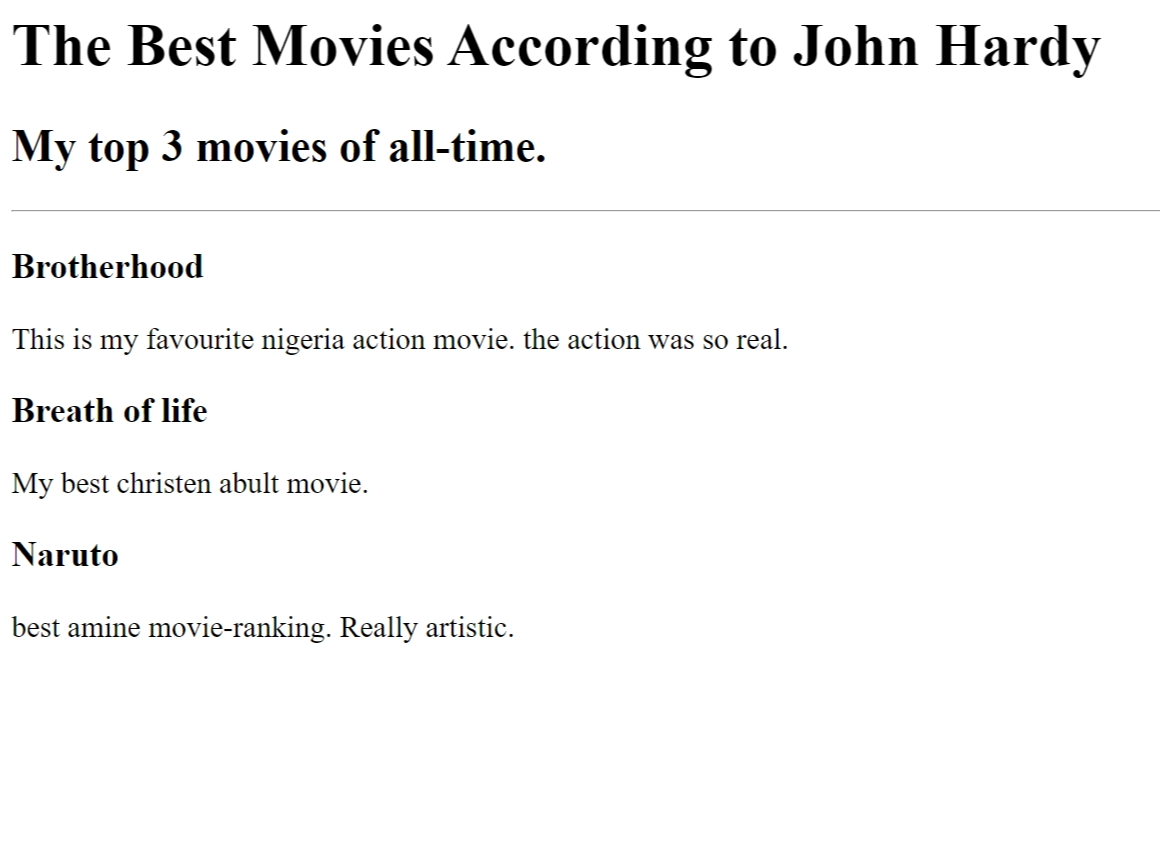 The Best Movies According to John Hardy
My top 3 movies of all-time.
Brotherhood
This is my favourite nigeria action movie. the action was so real.
Breath of life
My best christen abult movie.
Naruto
best amine movie-ranking. Really artistic.